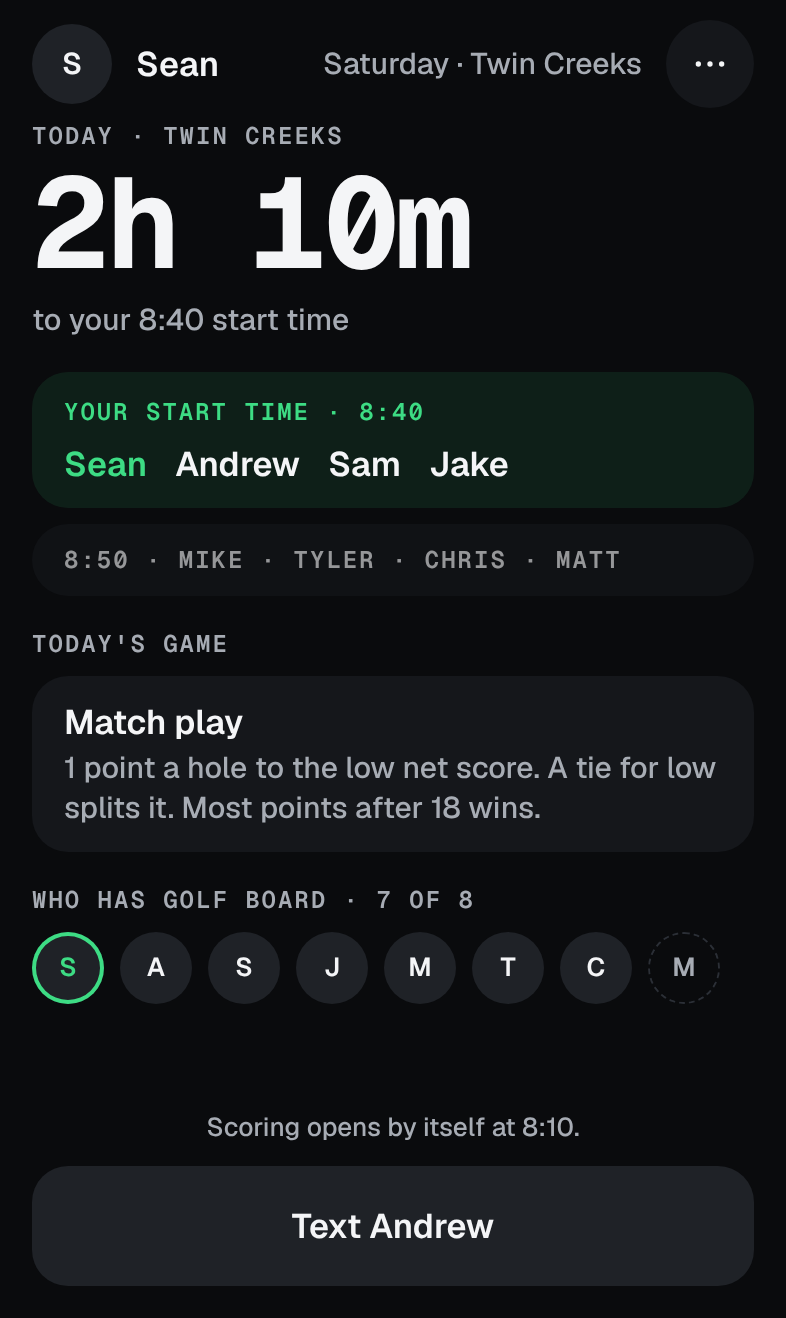 S Sean Saturday · Twin Creeks ···
TODAY · TWIN CREEKS
2h 10m
to your 8:40 start time
YOUR START TIME · 8:40
Sean Andrew Sam Jake
8:50 · MIKE · TYLER · CHRIS · MATT
TODAY'S GAME
Match play
1 point a hole to the low net score. A tie for low
splits it. Most points after 18 wins.
WHO HAS GOLF BOARD · 7 OF 8
S A S J M T C M
Scoring opens by itself at 8:10.
Text Andrew